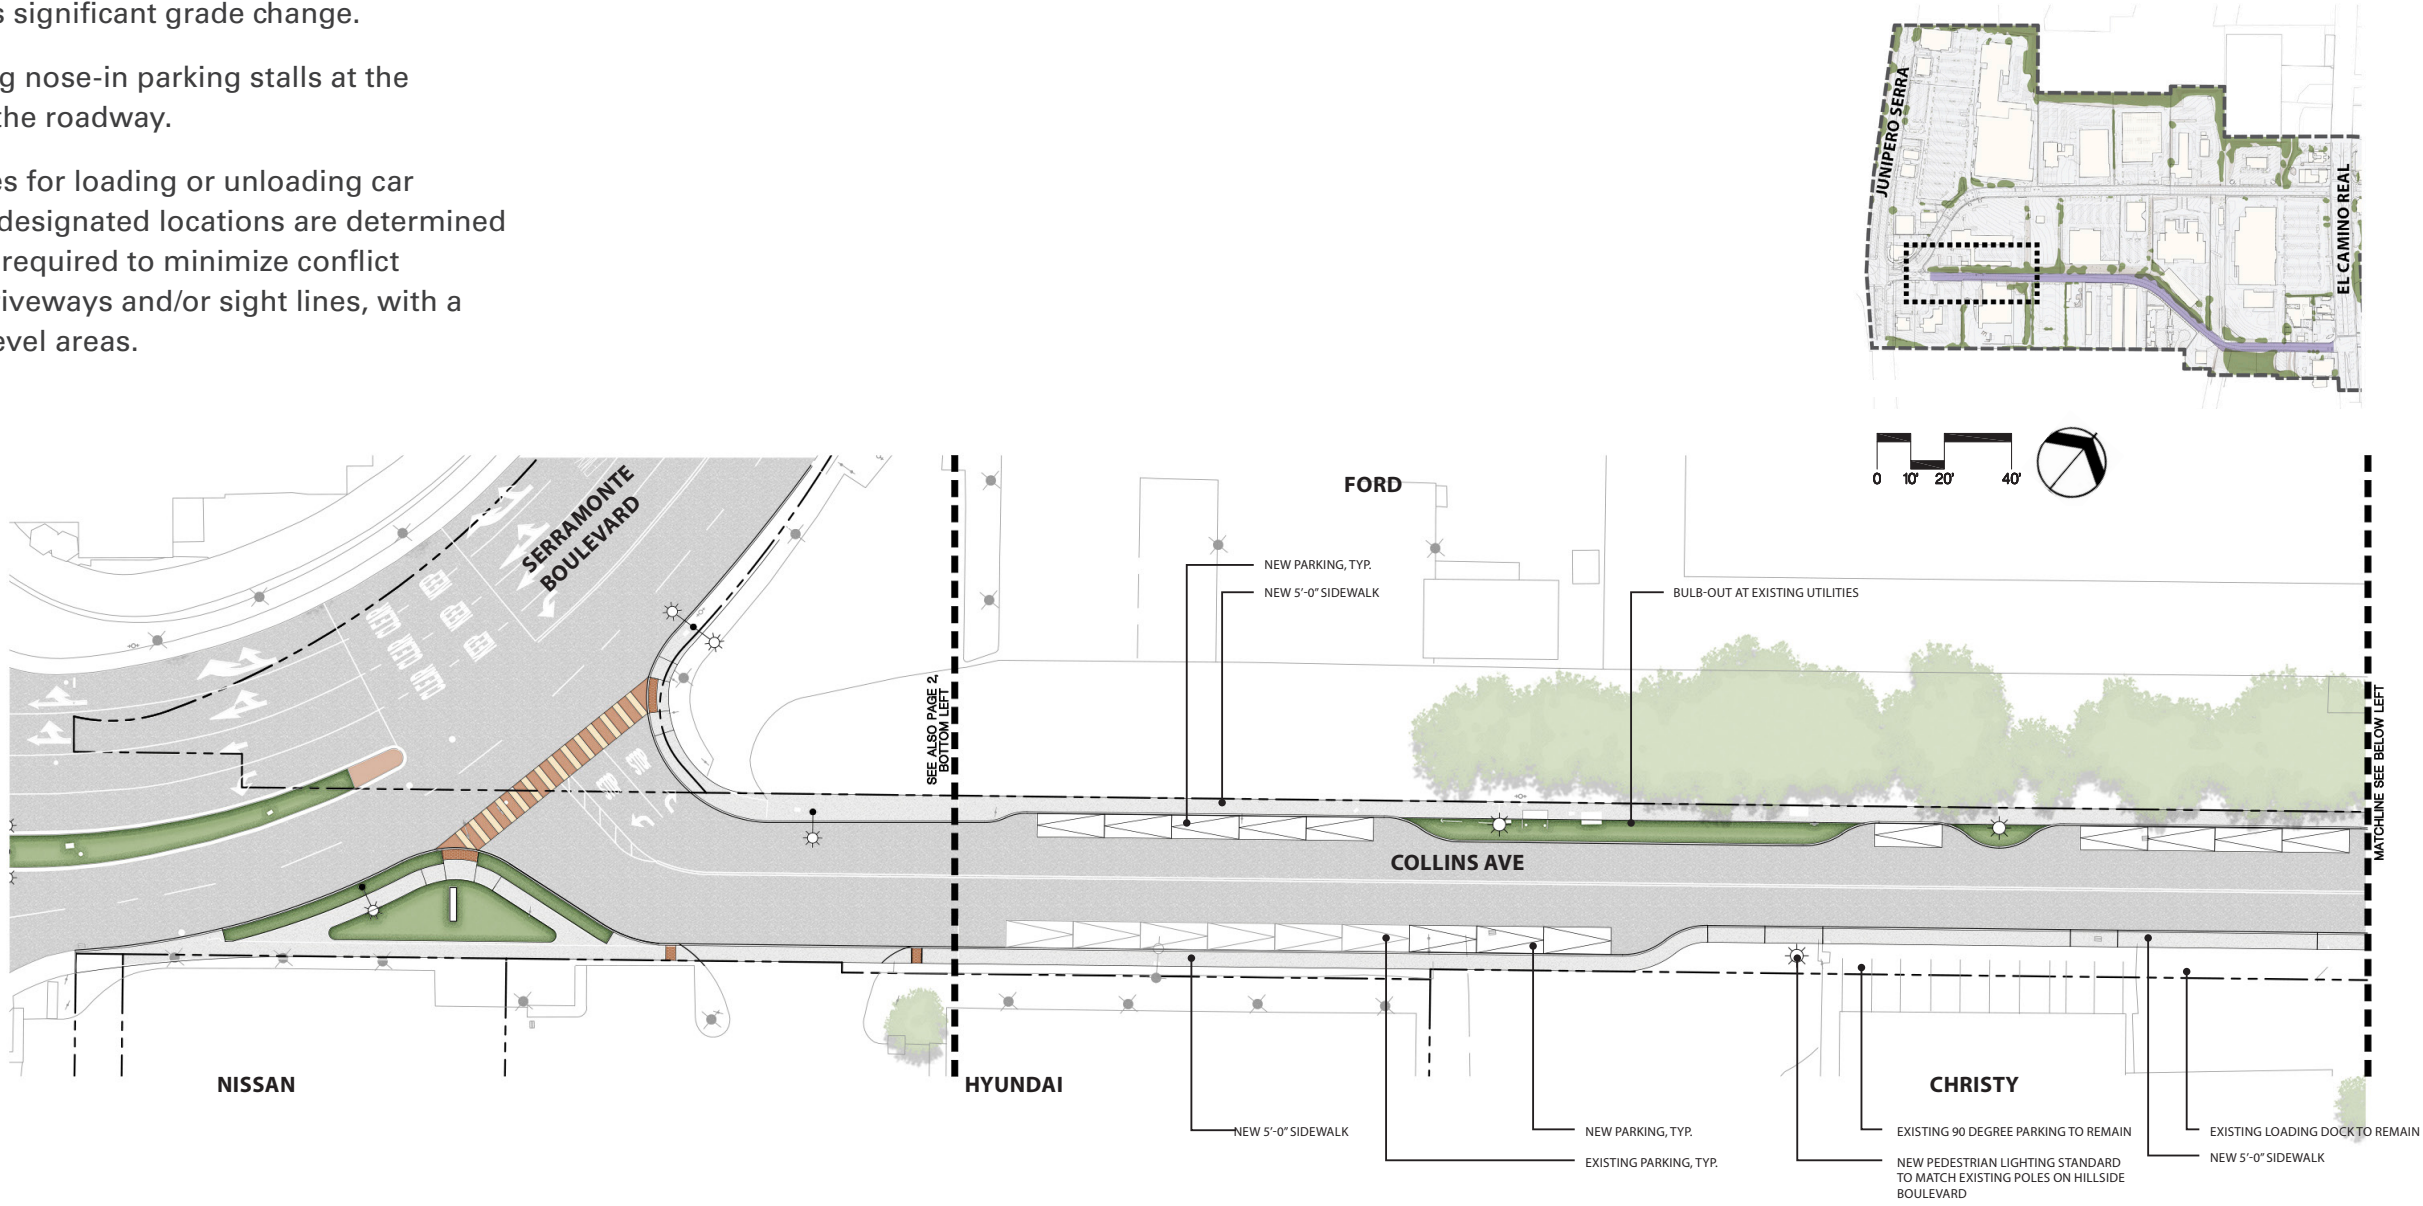 s significant grade change.
g nose-in parking stalls at the
the roadway.
es for loading or unloading car
designated locations are determined
required to minimize conflict
iveways and/or sight lines, with a
evel areas.
JUNIPERO SERRA
EL CAMINO REAL
0 10' 20' 40'
SERRAMONTE
BOULEVARD
FORD
NEW PARKING, TYP.
NEW 5'-0" SIDEWALK
BULB-OUT AT EXISTING UTILITIES
CLEAR
CLEAR
CLEAR
SEE ALSO PAGE 2,
BOTTOM LEFT
MATCHLINE SEE BELOW LEFT
COLLINS AVE
NISSAN
HYUNDAI
CHRISTY
NEW 5'-0" SIDEWALK
NEW PARKING, TYP.
EXISTING PARKING, TYP.
EXISTING 90 DEGREE PARKING TO REMAIN
NEW PEDESTRIAN LIGHTING STANDARD
TO MATCH EXISTING POLES ON HILLSIDE
BOULEVARD
EXISTING LOADING DOCK TO REMAIN
NEW 5'-0" SIDEWALK